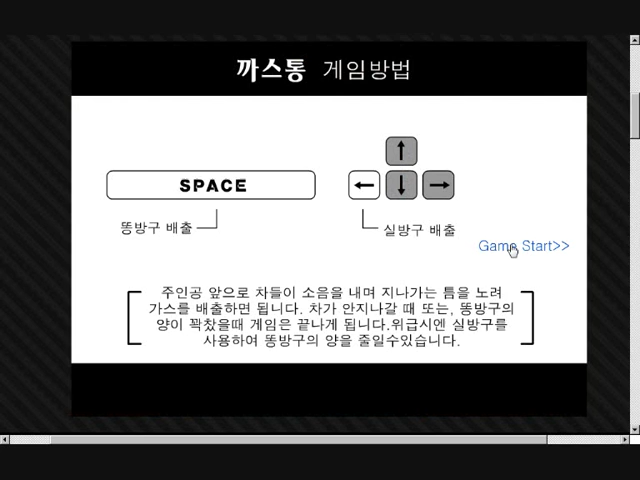 까스통 게임방법
SPACE
똥방구 배출
실방구 배출
Game Start>>
주인공 앞으로 차들이 소음을 내며 지나가는 틈을 노려
가스를 배출하면 됩니다. 차가 안지나갈 때 또는, 똥방구의
양이 꽉찼을때 게임은 끝나게 됩니다.위급시엔 실방구를
사용하여 똥방구의 양을 줄일수있습니다.